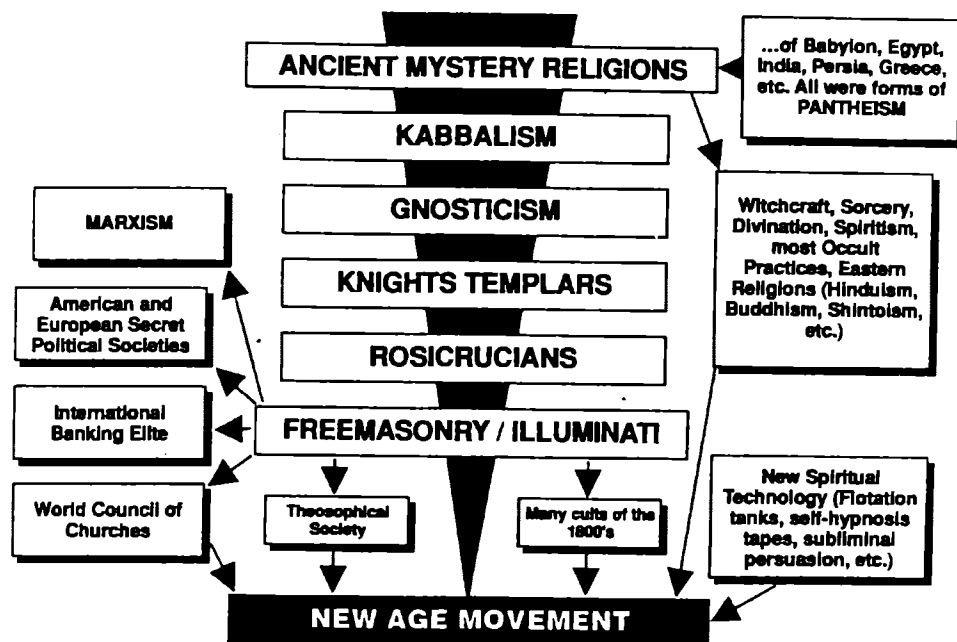 ANCIENT MYSTERY RELIGIONS
...of Babylon, Egypt,
India, Persia, Greece,
etc. All were forms of
PANTHEISM
KABBALISM
GNOSTICISM
KNIGHTS TEMPLARS
ROSICRUCIANS
FREEMASONRY / ILLUMINATI
Witchcraft, Sorcery,
Divination, Spiritism,
most Occult
Practices, Eastern
Religions (Hinduism,
Buddhism, Shintoism,
etc.)
MARXISM
American and
European Secret
Political Societies
International
Banking Elite
World Council of
Churches
Theosophical
Society
Many cults of the
1800's
New Spiritual
Technology (Flotation
tanks, self-hypnosis
tapes, subliminal
persuasion, etc.)
NEW AGE MOVEMENT